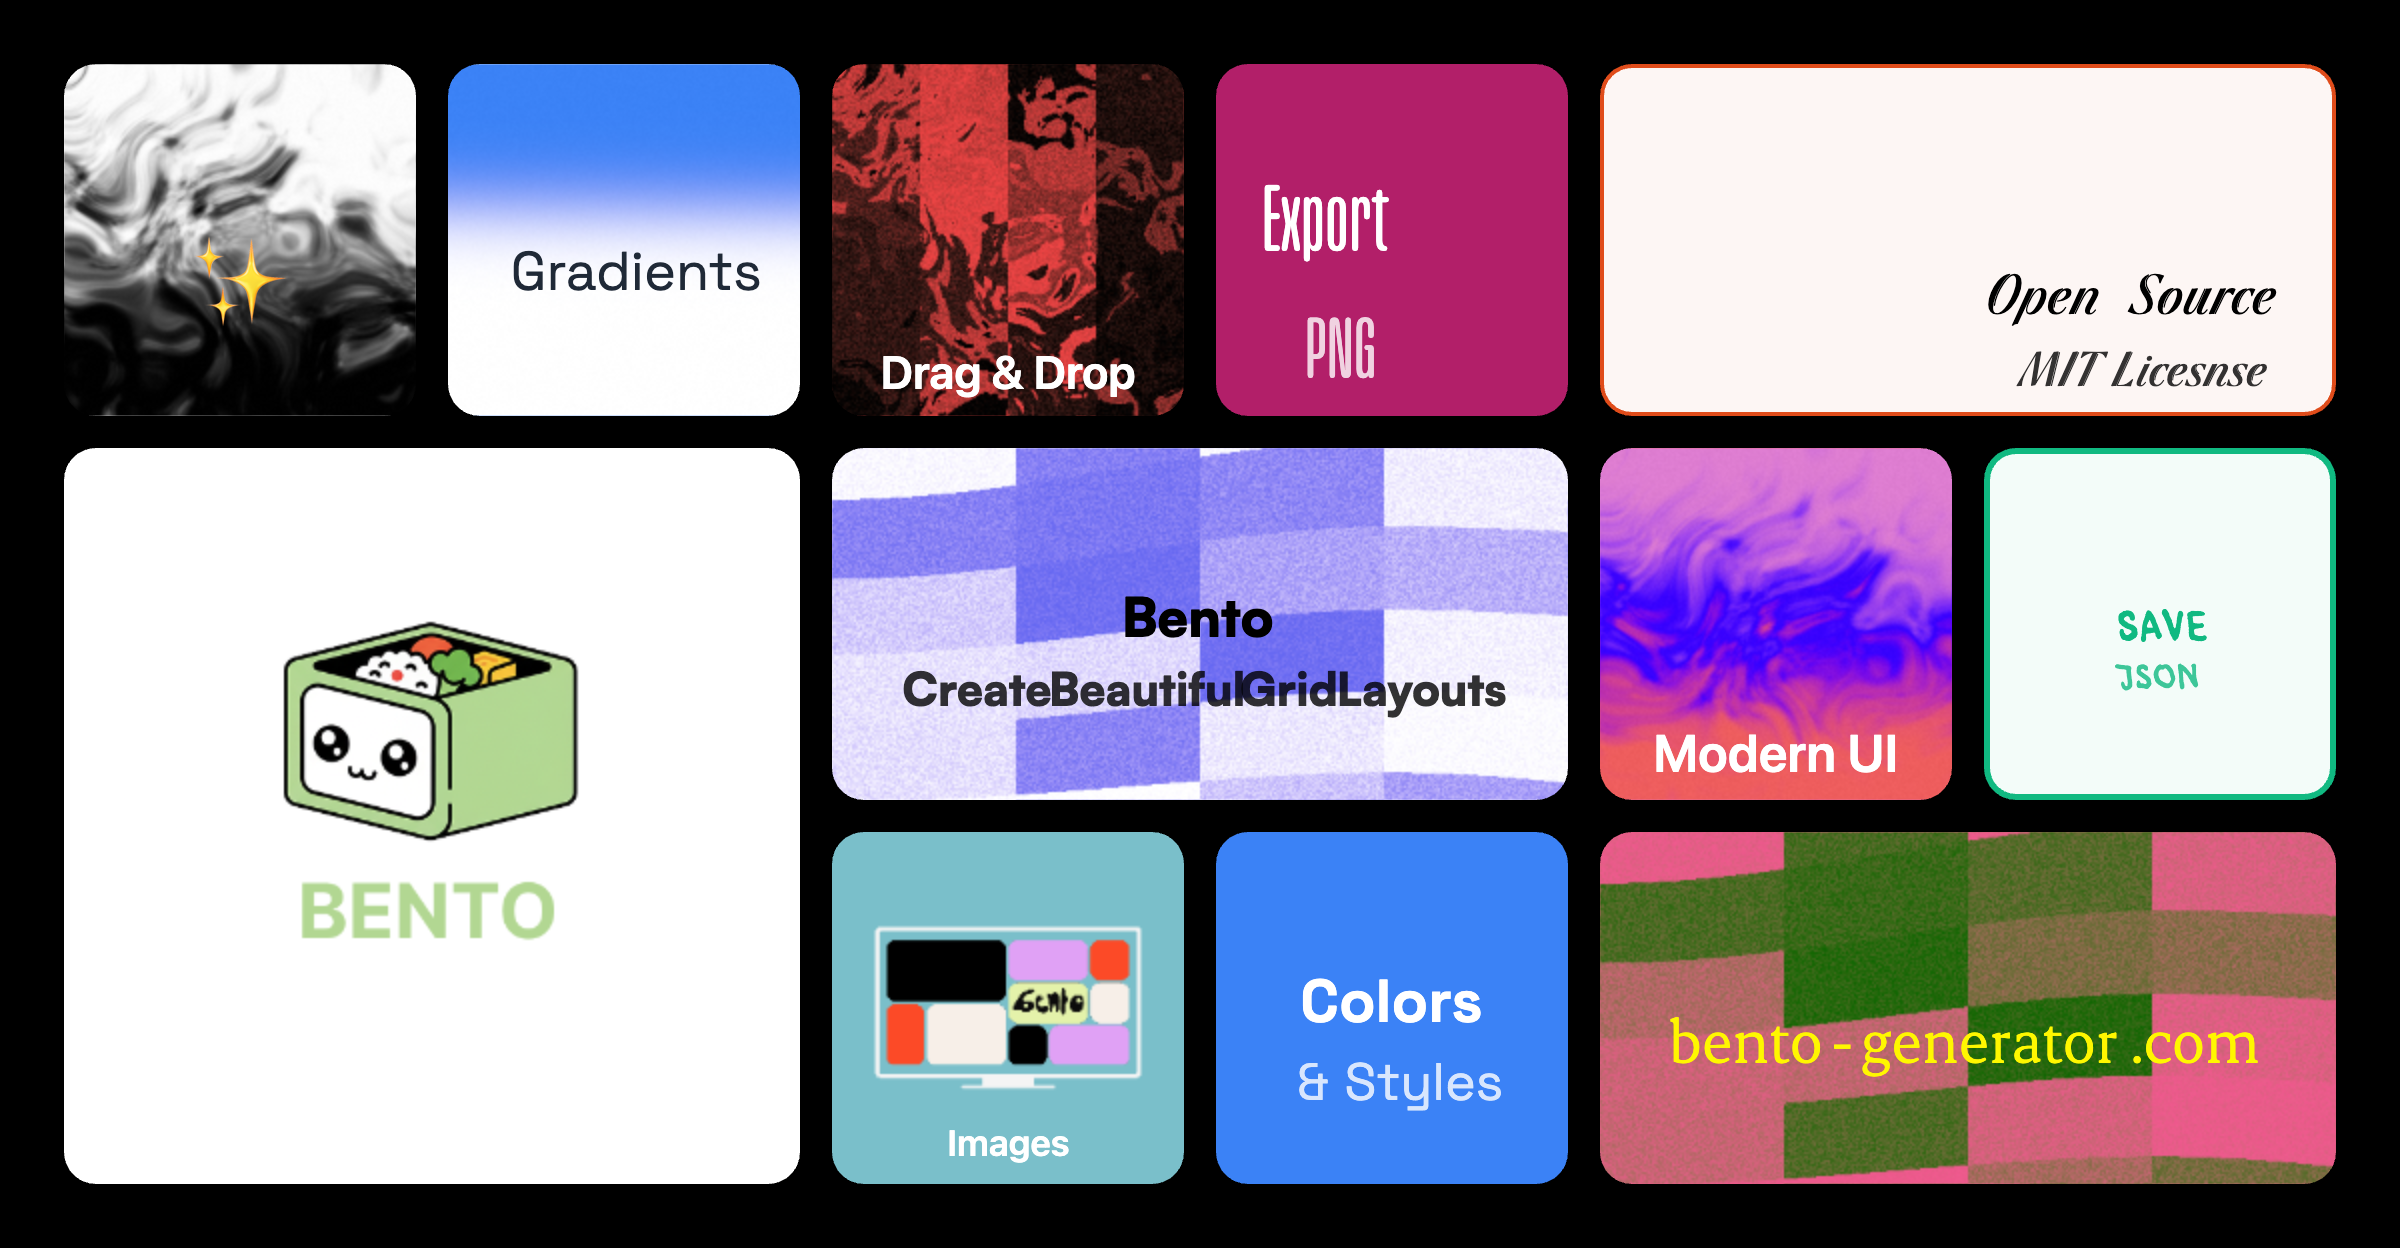 Gradients
Drag & Drop
Export
PNG
Open Source
MIT Licesnse
BENTO
Bento
CreateBeautifulGridLayouts
Modern UI
SAVE
JSON
Bento
Images
Colors
& Styles
bento-generator.com